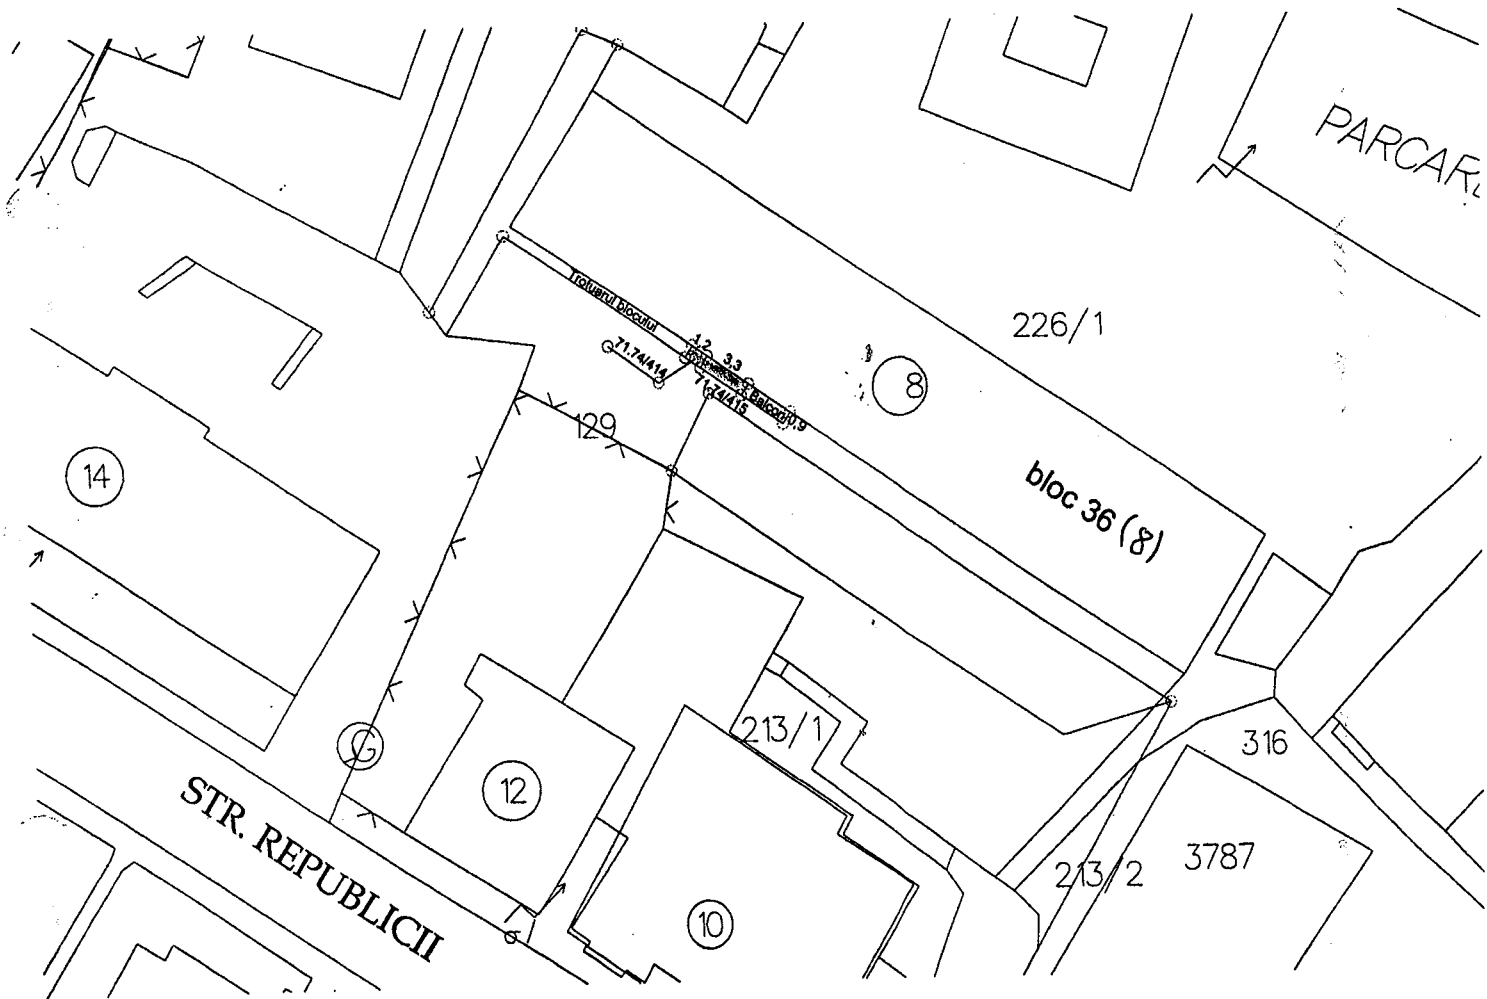 PARCARE
226/1
Trotuarul blocului
1,2
3,3
71.74/414
71.74/415
Balcon/0,9
8
129
14
bloc 36 (8)
G
213/1
316
12
STR. REPUBLICII
213/2
3787
10